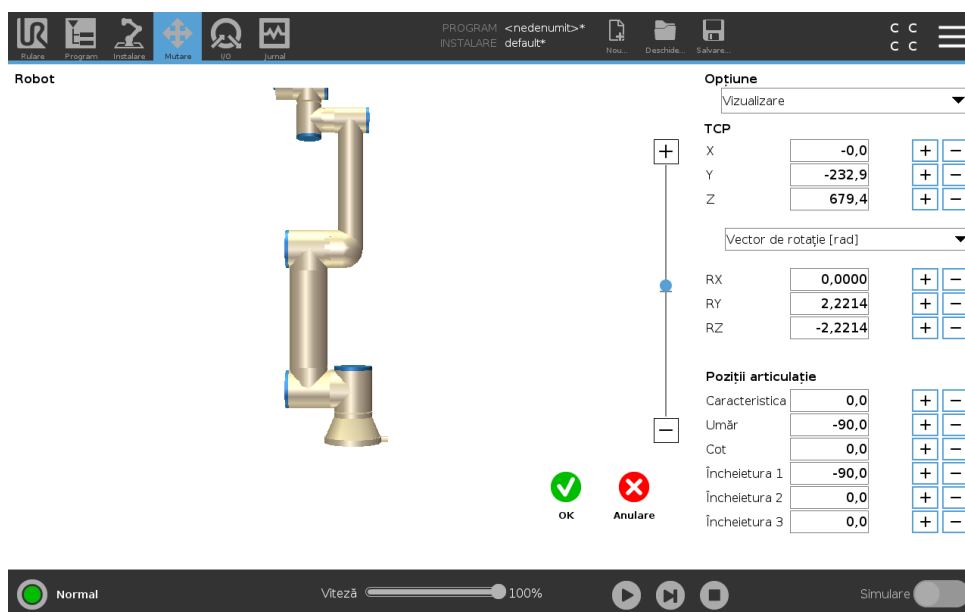 PROGRAM <nedenumit>*
INSTALARE default*
Rulare Program Instalare Mutare I/O Jurnal Nou... Deschide... Salvare...
C C
C C
Robot
Opțiune
Vizualizare
TCP
X -0,0 + −
Y -232,9 + −
Z 679,4 + −
Vector de rotație [rad]
RX 0,0000 + −
RY 2,2214 + −
RZ -2,2214 + −
Poziții articulație
Caracteristica 0,0 + −
Umăr -90,0 + −
Cot 0,0 + −
Încheietura 1 -90,0 + −
Încheietura 2 0,0 + −
Încheietura 3 0,0 + −
OK Anulare
Normal Viteză 100% Simulare